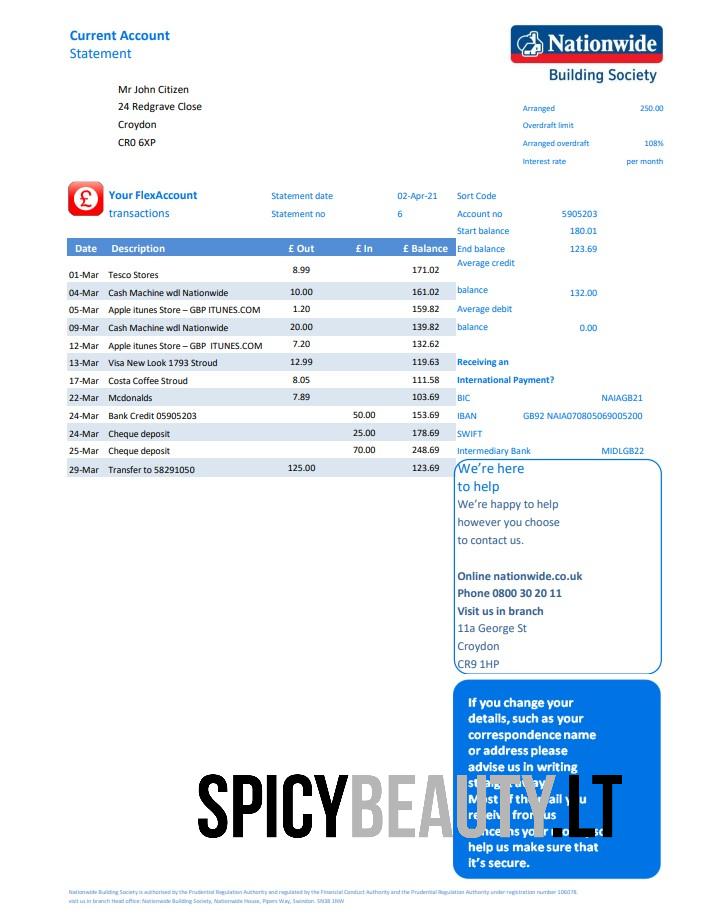 Current Account
Statement
Nationwide
Building Society
Mr John Citizen
24 Redgrave Close
Croydon
CR0 6XP
Arranged 250.00
Overdraft limit
Arranged overdraft 108%
Interest rate per month
£
Your FlexAccount
transactions
Statement date 02-Apr-21
Statement no 6
Sort Code
Account no 5905203
Start balance 180.01
End balance 123.69
Average credit
balance 132.00
Average debit
balance 0.00
Date Description £ Out £ In £ Balance
01-Mar Tesco Stores 8.99 171.02
04-Mar Cash Machine wdl Nationwide 10.00 161.02
05-Mar Apple itunes Store – GBP ITUNES.COM 1.20 159.82
09-Mar Cash Machine wdl Nationwide 20.00 139.82
12-Mar Apple itunes Store – GBP ITUNES.COM 7.20 132.62
13-Mar Visa New Look 1793 Stroud 12.99 119.63
17-Mar Costa Coffee Stroud 8.05 111.58
22-Mar Mcdonalds 7.89 103.69
24-Mar Bank Credit 05905203 50.00 153.69
24-Mar Cheque deposit 25.00 178.69
25-Mar Cheque deposit 70.00 248.69
29-Mar Transfer to 58291050 125.00 123.69
Receiving an
International Payment?
BIC NAIAGB21
IBAN GB92 NAIA070805069005200
SWIFT
Intermediary Bank MIDLGB22
We're here
to help
We're happy to help
however you choose
to contact us.
Online nationwide.co.uk
Phone 0800 30 20 11
Visit us in branch
11a George St
Croydon
CR9 1HP
If you change your
details, such as your
correspondence name
or address please
advise us in writing
straight away.
Most of the mail you
receive from us
concerns your money, so
help us make sure that
it's secure.
SPICYBEAUTY.LT
Nationwide Building Society is authorised by the Prudential Regulation Authority and regulated by the Financial Conduct Authority and the Prudential Regulation Authority under registration number 106078.
visit us in branch Head office: Nationwide Building Society, Nationwide House, Pipers Way, Swindon. SN38 1NW